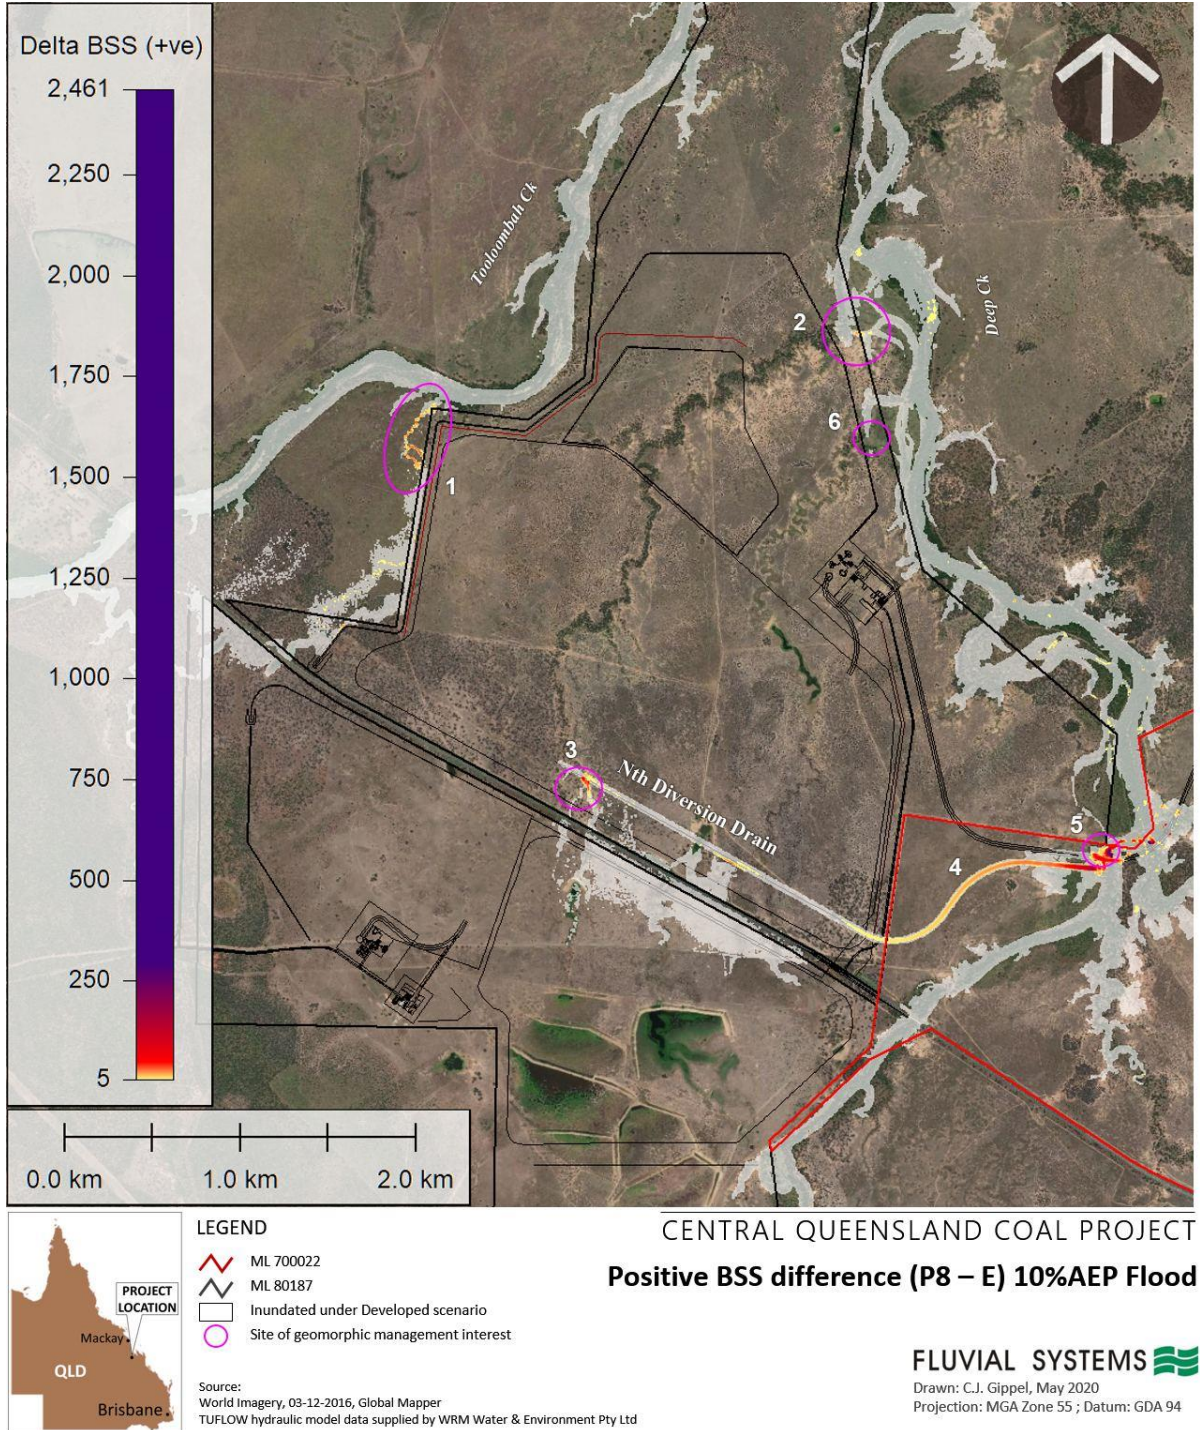 Delta BSS (+ve)
2,461
2,250
2,000
1,750
1,500
1,250
1,000
750
500
250
5
Tooloombah Ck
Deep Ck
2
6
1
3
Nth Diversion Drain
5
4
0.0 km
1.0 km
2.0 km
PROJECT
LOCATION
Mackay
QLD
Brisbane
LEGEND
ML 700022
ML 80187
Inundated under Developed scenario
Site of geomorphic management interest
Source:
World Imagery, 03-12-2016, Global Mapper
TUFLOW hydraulic model data supplied by WRM Water & Environment Pty Ltd
CENTRAL QUEENSLAND COAL PROJECT
Positive BSS difference (P8 – E) 10%AEP Flood
FLUVIAL SYSTEMS
Drawn: C.J. Gippel, May 2020
Projection: MGA Zone 55 ; Datum: GDA 94